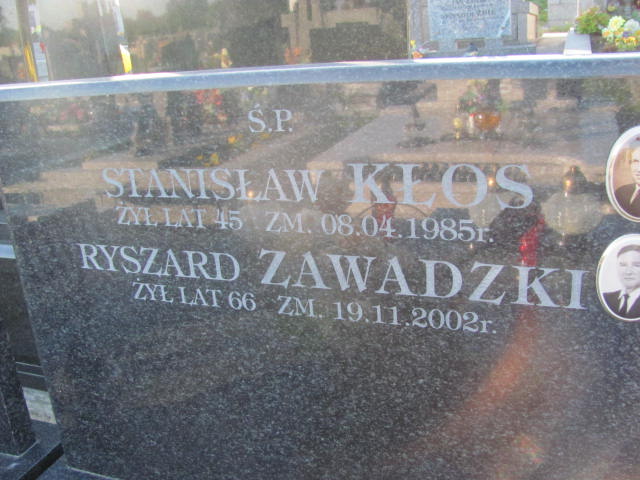 Ś.P.
STANISŁAW KŁOS
ŻYŁ LAT 45 ZM. 08.04.1985r.
RYSZARD ZAWADZKI
ŻYŁ LAT 66 ZM. 19.11.2002r.